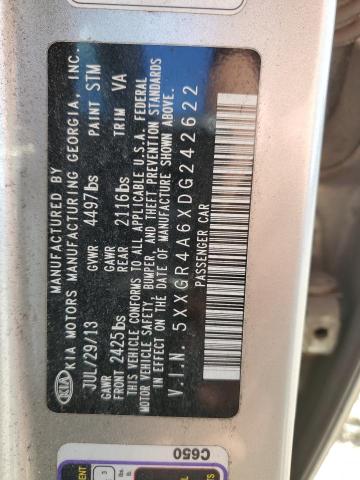 MANUFACTURED BY
KIA MOTORS MANUFACTURING GEORGIA, INC.
JUL/29/13 GVWR 4497lbs PAINT STM
GAWR FRONT 2425lbs GAWR REAR 2116lbs TRIM VA
THIS VEHICLE CONFORMS TO ALL APPLICABLE U.S.A. FEDERAL
MOTOR VEHICLE SAFETY, BUMPER, AND THEFT PREVENTION STANDARDS
IN EFFECT ON THE DATE OF MANUFACTURE SHOWN ABOVE.
V.I.N. 5XXGR4A6XDG242622
PASSENGER CAR
KIA
C650